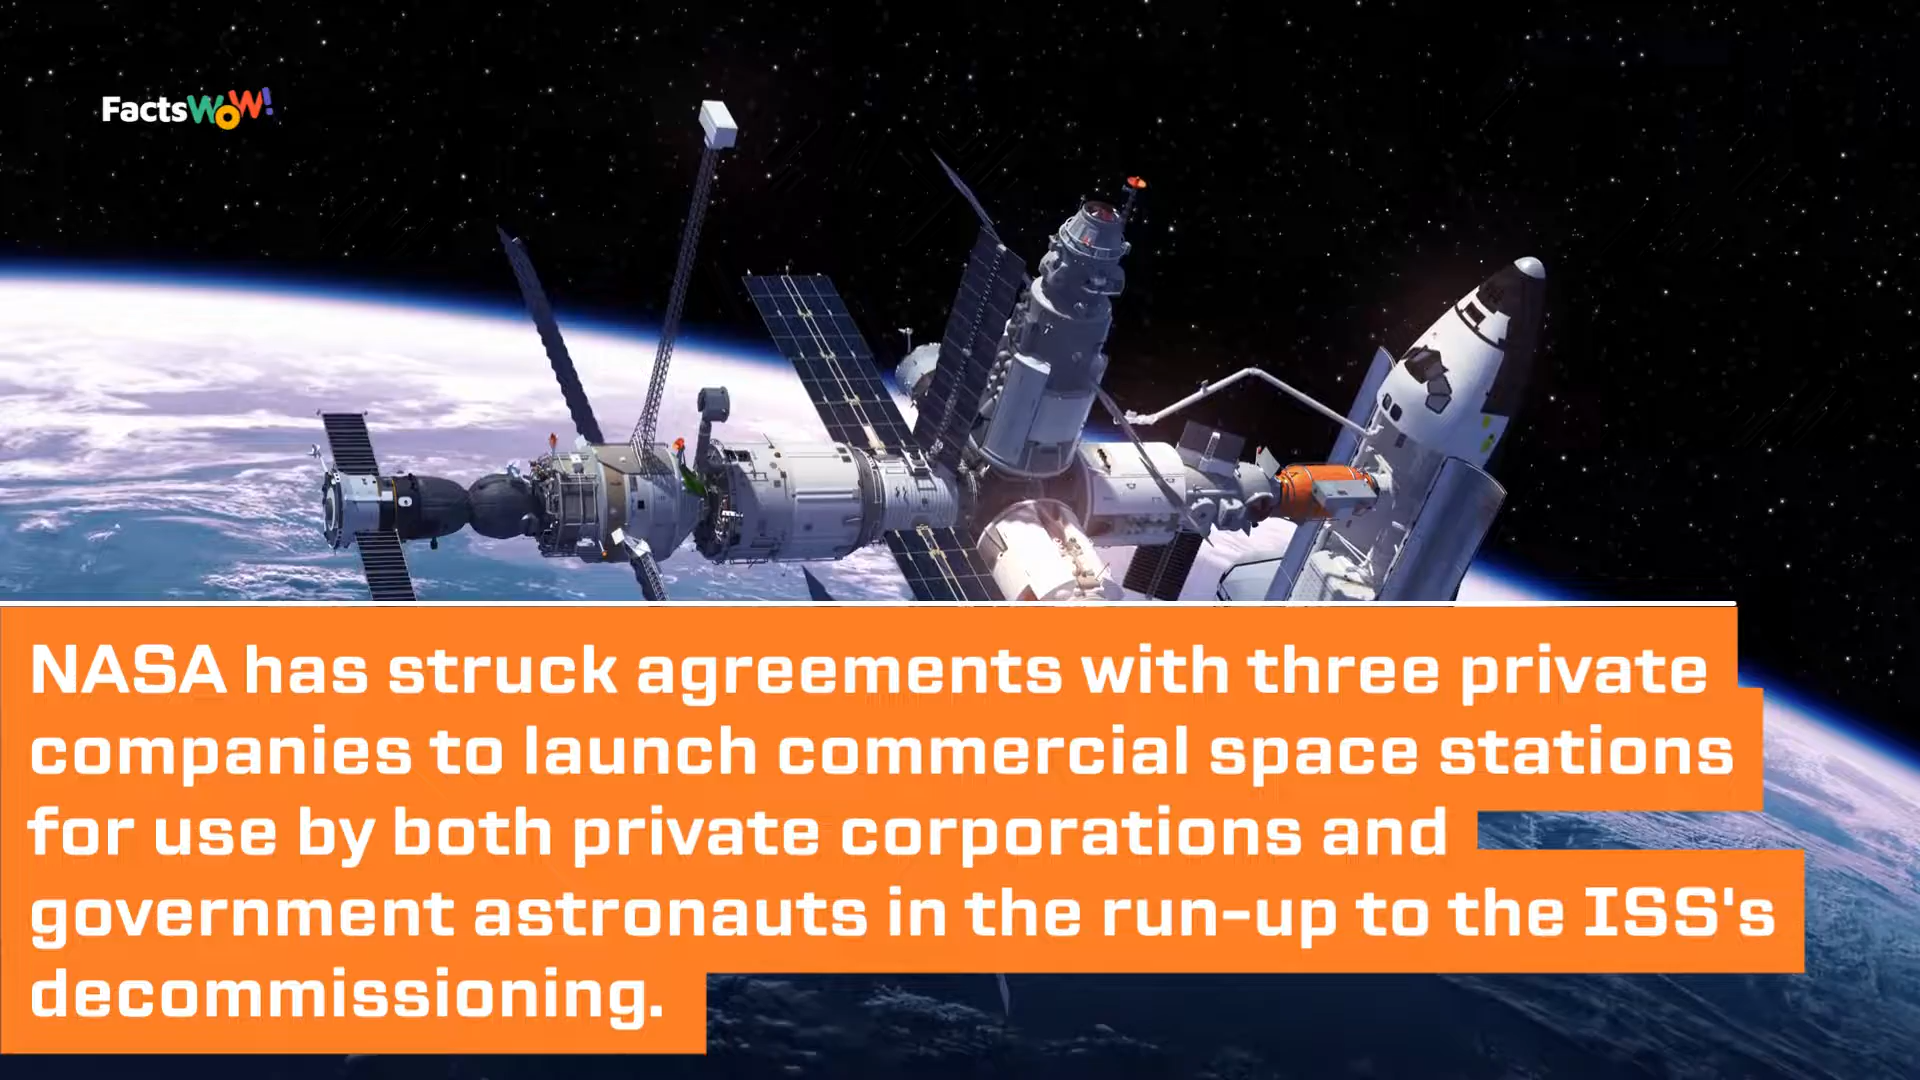 FactsWOW!
NASA has struck agreements with three private
companies to launch commercial space stations
for use by both private corporations and
government astronauts in the run-up to the ISS's
decommissioning.